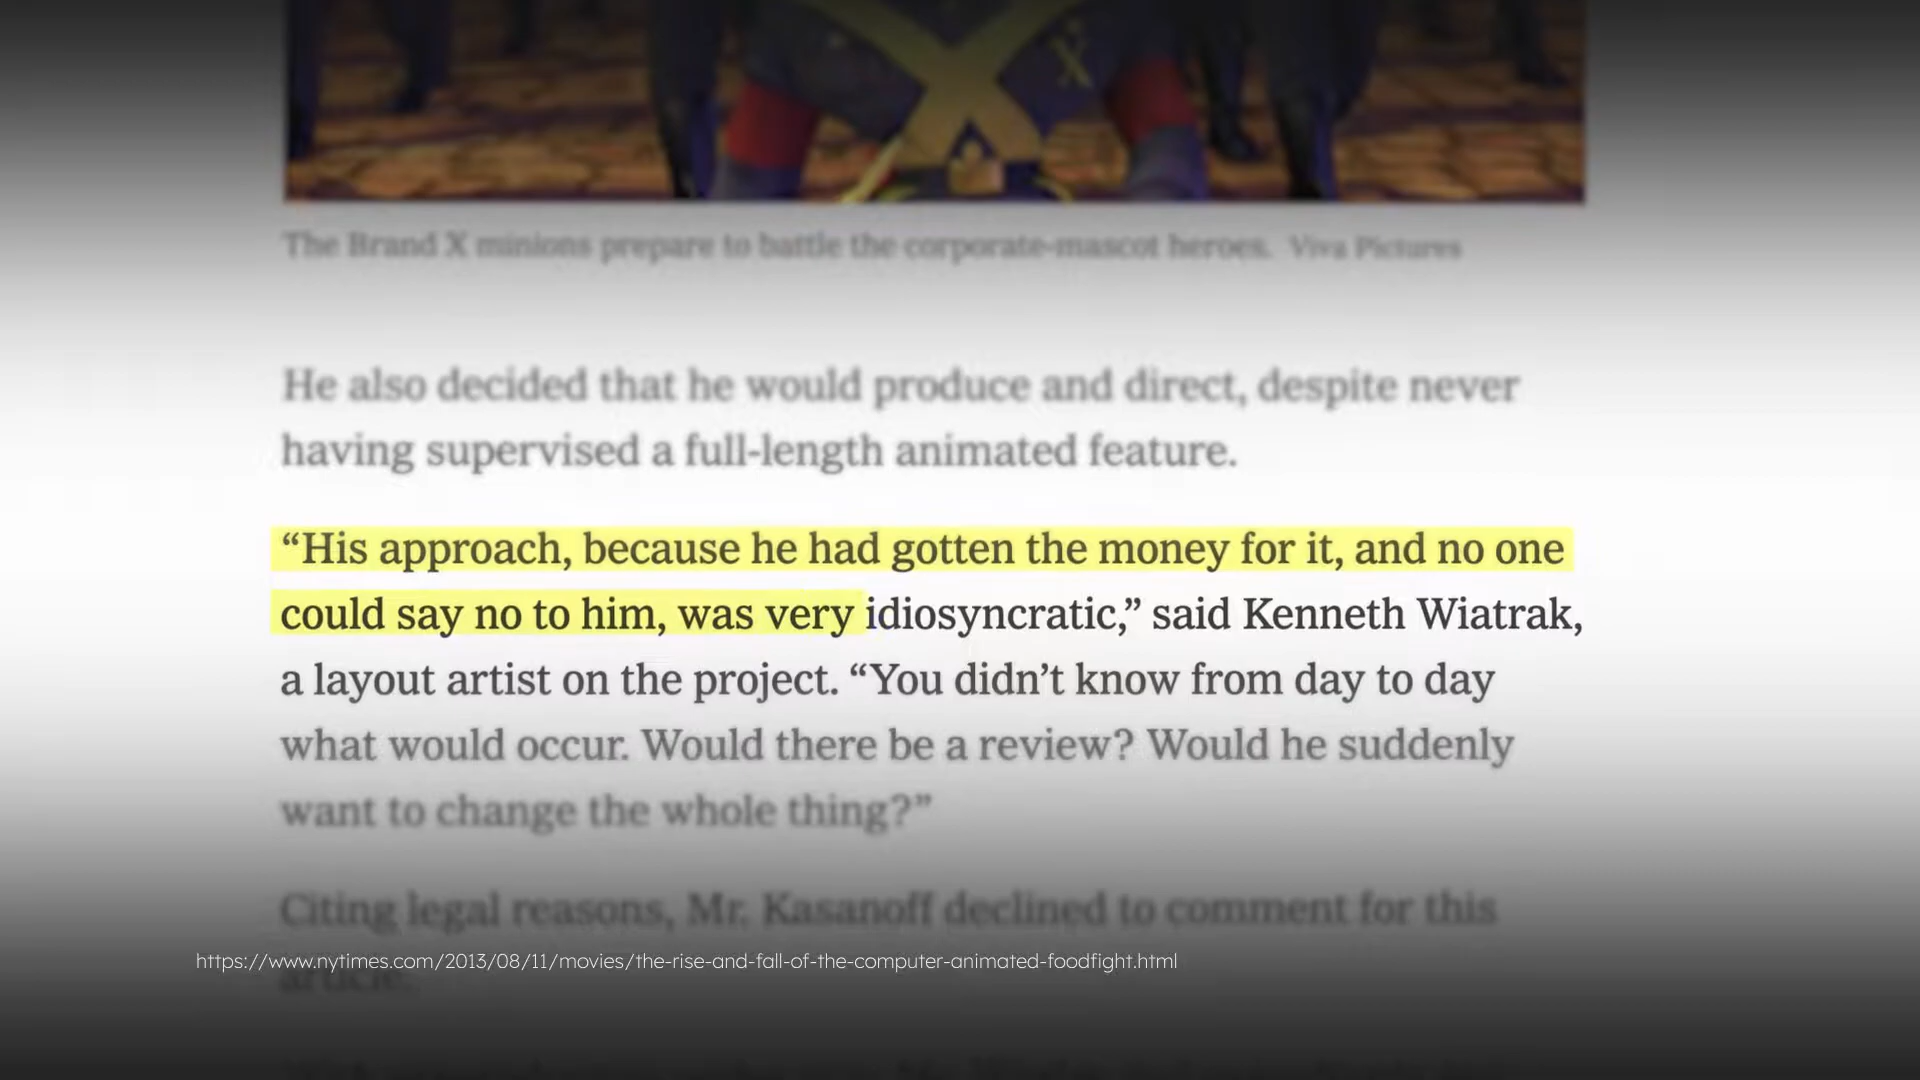 X
The Brand X minions prepare to battle the corporate-mascot heroes. Viva Pictures
He also decided that he would produce and direct, despite never
having supervised a full-length animated feature.
“His approach, because he had gotten the money for it, and no one
could say no to him, was very idiosyncratic,” said Kenneth Wiatrak,
a layout artist on the project. “You didn’t know from day to day
what would occur. Would there be a review? Would he suddenly
want to change the whole thing?”
Citing legal reasons, Mr. Kasanoff declined to comment for this
https://www.nytimes.com/2013/08/11/movies/the-rise-and-fall-of-the-computer-animated-foodfight.html
article.